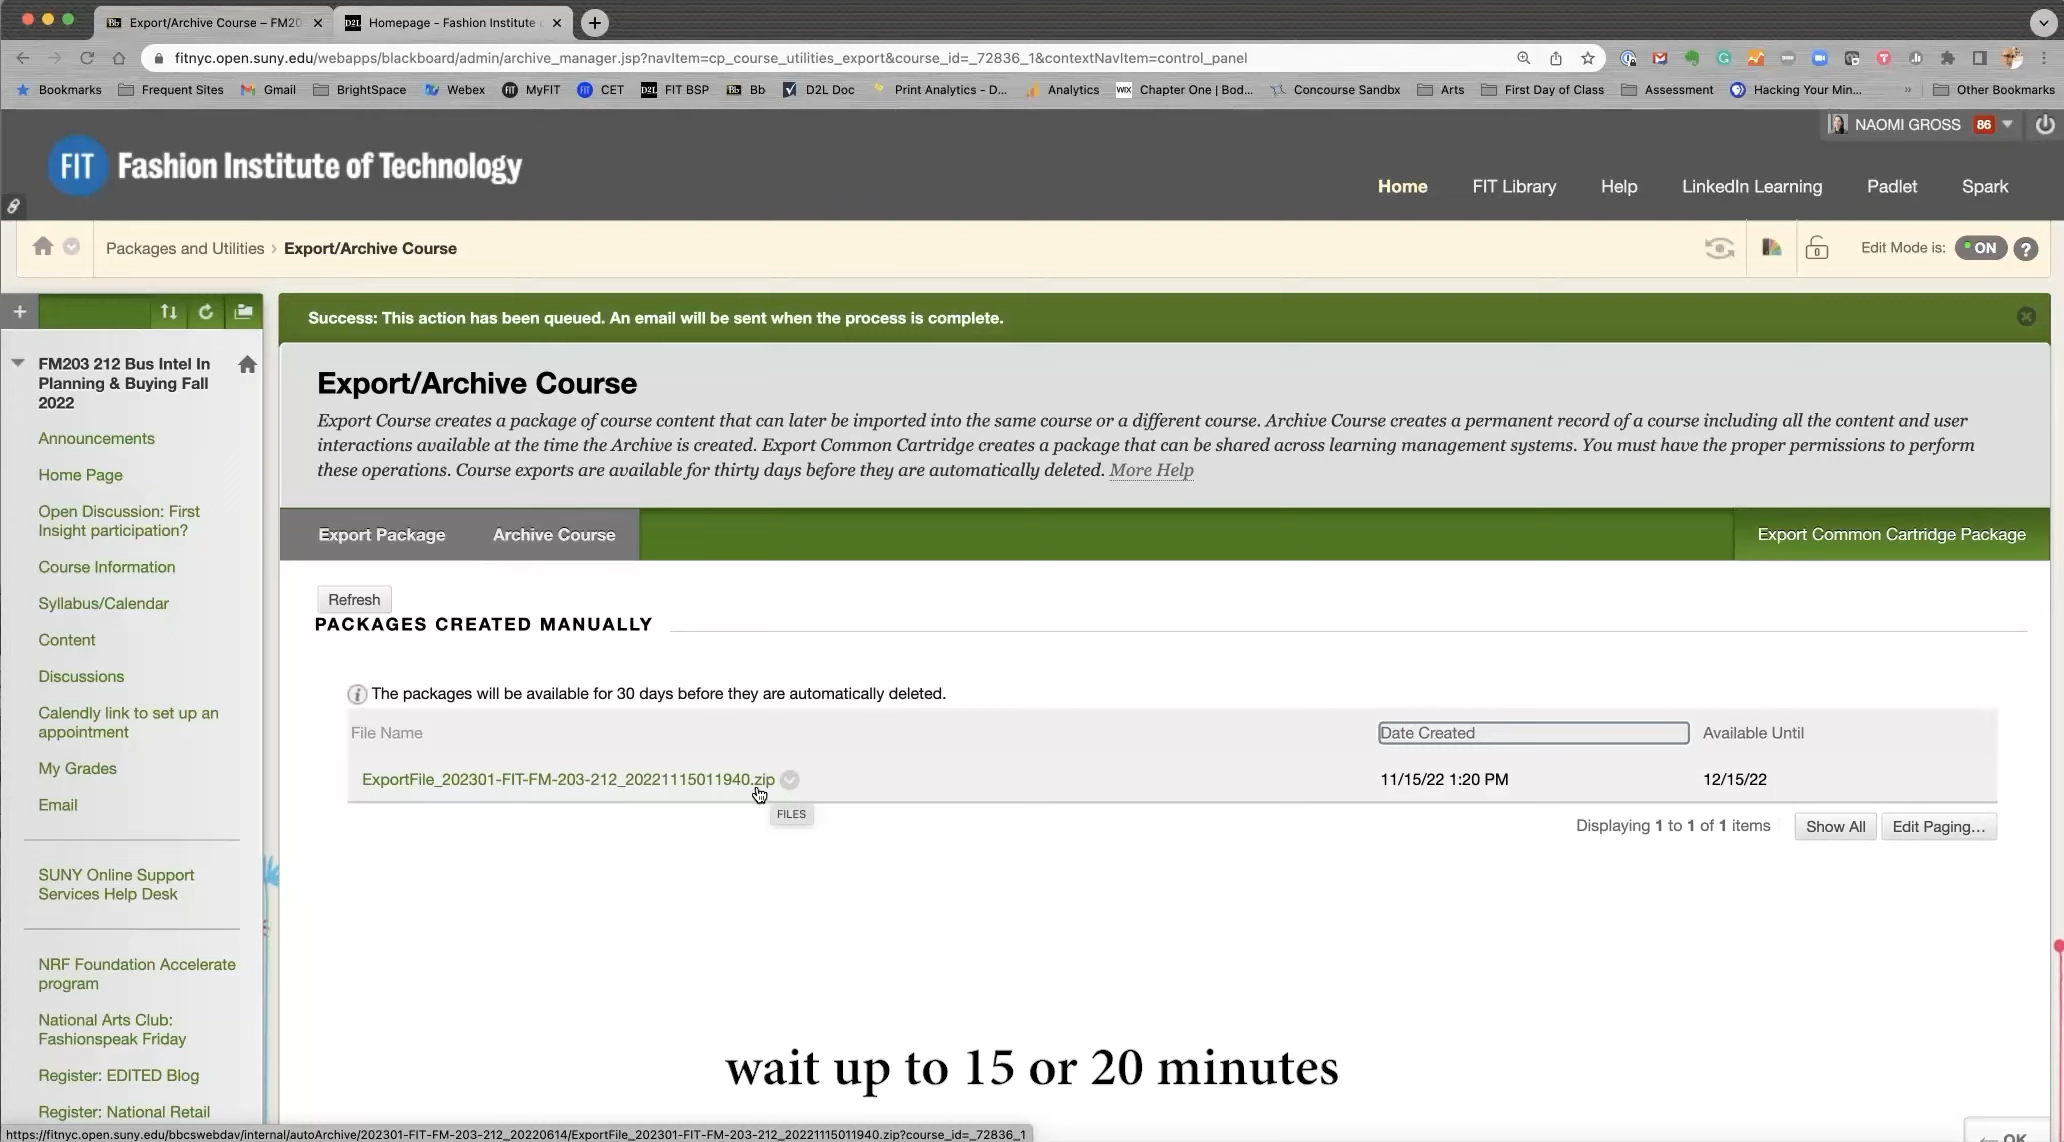 Export/Archive Course – FM20
D2L Homepage - Fashion Institute
fitnyc.open.suny.edu/webapps/blackboard/admin/archive_manager.jsp?navItem=cp_course_utilities_export&course_id=_72836_1&contextNavItem=control_panel
Bookmarks Frequent Sites Gmail BrightSpace Webex MyFIT CET D2L FIT BSP Bb Bb D2L Doc Print Analytics - D... Analytics WIX Chapter One | Bod... Concourse Sandbx Arts First Day of Class Assessment Hacking Your Min... » Other Bookmarks
NAOMI GROSS 86
FIT Fashion Institute of Technology
Home FIT Library Help LinkedIn Learning Padlet Spark
Packages and Utilities › Export/Archive Course
Edit Mode is: ON ?
Success: This action has been queued. An email will be sent when the process is complete.
FM203 212 Bus Intel In
Planning & Buying Fall
2022
Announcements
Home Page
Open Discussion: First
Insight participation?
Course Information
Syllabus/Calendar
Content
Discussions
Calendly link to set up an
appointment
My Grades
Email
SUNY Online Support
Services Help Desk
NRF Foundation Accelerate
program
National Arts Club:
Fashionspeak Friday
Register: EDITED Blog
Register: National Retail
Export/Archive Course
Export Course creates a package of course content that can later be imported into the same course or a different course. Archive Course creates a permanent record of a course including all the content and user
interactions available at the time the Archive is created. Export Common Cartridge creates a package that can be shared across learning management systems. You must have the proper permissions to perform
these operations. Course exports are available for thirty days before they are automatically deleted. More Help
Export Package Archive Course Export Common Cartridge Package
Refresh
PACKAGES CREATED MANUALLY
The packages will be available for 30 days before they are automatically deleted.
File Name Date Created Available Until
ExportFile_202301-FIT-FM-203-212_20221115011940.zip 11/15/22 1:20 PM 12/15/22
FILES
Displaying 1 to 1 of 1 items Show All Edit Paging...
wait up to 15 or 20 minutes
← OK
https://fitnyc.open.suny.edu/bbcswebdav/internal/autoArchive/202301-FIT-FM-203-212_20220614/ExportFile_202301-FIT-FM-203-212_20221115011940.zip?course_id=_72836_1